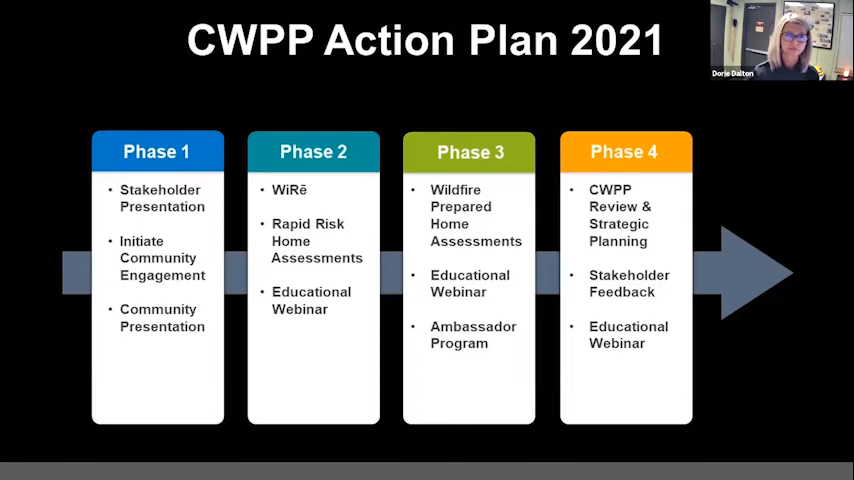 CWPP Action Plan 2021
Dorie Dalton
Phase 1
• Stakeholder
Presentation
• Initiate
Community
Engagement
• Community
Presentation
Phase 2
• WiRē
• Rapid Risk
Home
Assessments
• Educational
Webinar
Phase 3
• Wildfire
Prepared
Home
Assessments
• Educational
Webinar
• Ambassador
Program
Phase 4
• CWPP
Review &
Strategic
Planning
• Stakeholder
Feedback
• Educational
Webinar